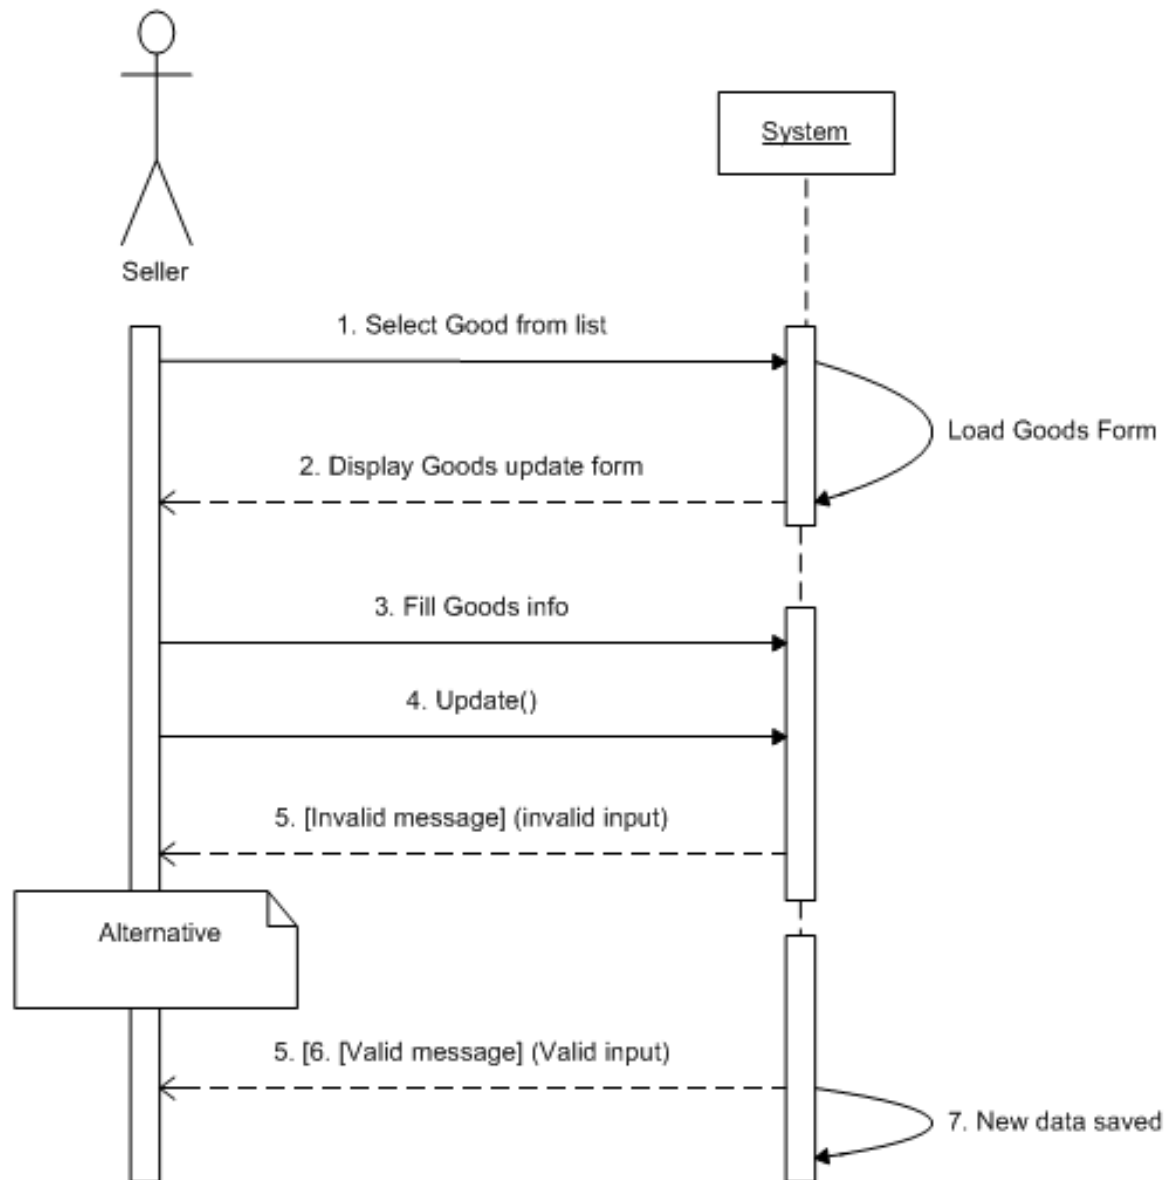 System
Seller
1. Select Good from list
Load Goods Form
2. Display Goods update form
3. Fill Goods info
4. Update()
5. [Invalid message] (invalid input)
Alternative
5. [6. [Valid message] (Valid input)
7. New data saved